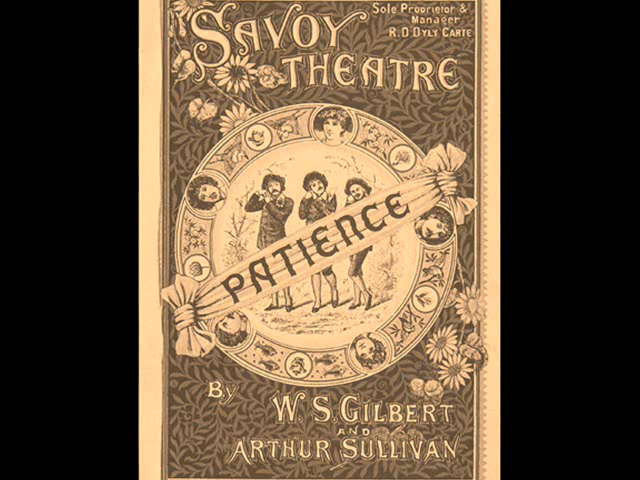 Sole Proprietor &
Manager
R. D'Oyly Carte
SAVOY
THEATRE
PATIENCE
By
W. S. GILBERT
AND
ARTHUR SULLIVAN